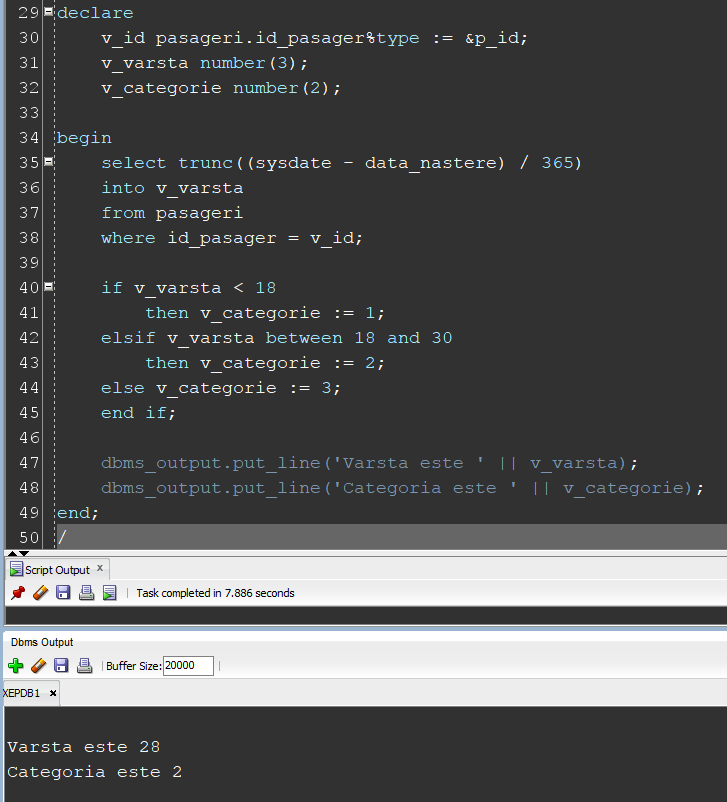 29 declare
30 v_id pasageri.id_pasager%type := &p_id;
31 v_varsta number(3);
32 v_categorie number(2);
33
34 begin
35 select trunc((sysdate - data_nastere) / 365)
36 into v_varsta
37 from pasageri
38 where id_pasager = v_id;
39
40 if v_varsta < 18
41 then v_categorie := 1;
42 elsif v_varsta between 18 and 30
43 then v_categorie := 2;
44 else v_categorie := 3;
45 end if;
46
47 dbms_output.put_line('Varsta este ' || v_varsta);
48 dbms_output.put_line('Categoria este ' || v_categorie);
49 end;
50 /
Script Output x
Task completed in 7.886 seconds
Dbms Output
Buffer Size: 20000
XEPDB1 x
Varsta este 28
Categoria este 2